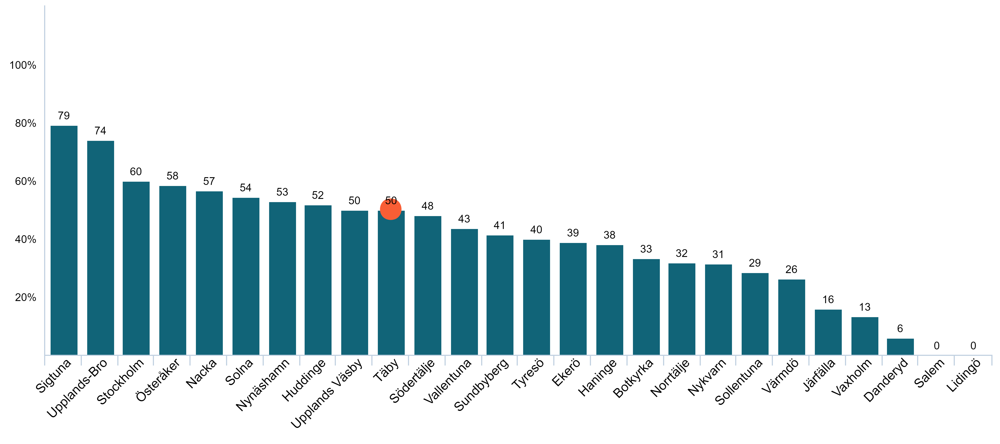 100%
80%
60%
40%
20%
79
74
60
58
57
54
53
52
50
50
48
43
41
40
39
38
33
32
31
29
26
16
13
6
0
0
Sigtuna
Upplands-Bro
Stockholm
Österåker
Nacka
Solna
Nynäshamn
Huddinge
Upplands Väsby
Täby
Södertälje
Vallentuna
Sundbyberg
Tyresö
Ekerö
Haninge
Botkyrka
Norrtälje
Nykvarn
Sollentuna
Värmdö
Järfälla
Vaxholm
Danderyd
Salem
Lidingö